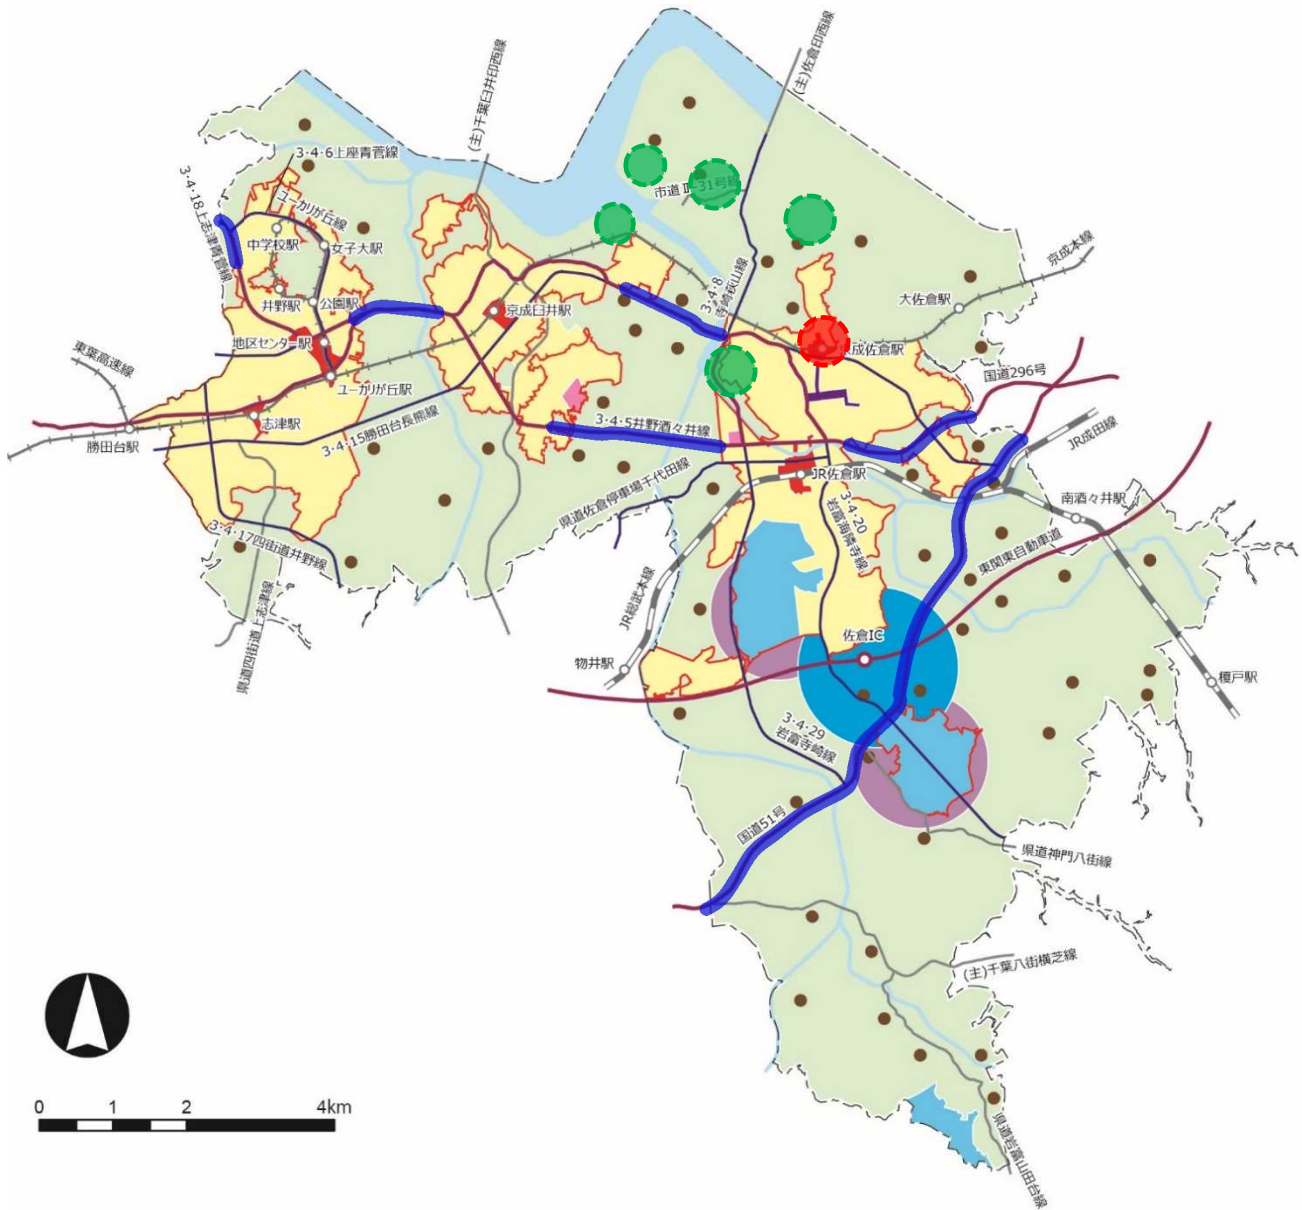 (主)佐倉印西線
(主)千葉臼井印西線
3・4・6上座青菅線
3・4・18上志津青菅線
ユーカリが丘線
市道Ⅰ-31号線
中学校駅
女子大駅
京成本線
3・4・8
寺崎萩山線
井野駅
公園駅
大佐倉駅
京成臼井駅
地区センター駅
成佐倉駅
東葉高速線
国道296号
ユーカリが丘駅
志津駅
3・4・5井野酒々井線
勝田台駅
3・4・15勝田台長熊線
JR成田線
JR佐倉駅
県道佐倉停車場千代田線
3・4・20
岩富海隣寺線
南酒々井駅
3・4・17四街道井野線
東関東自動車道
JR総武本線
県道四街道上志津線
佐倉IC
物井駅
榎戸駅
3・4・29
岩富寺崎線
国道51号
県道神門八街線
(主)千葉八街横芝線
県道岩富山田台線
0 1 2 4km